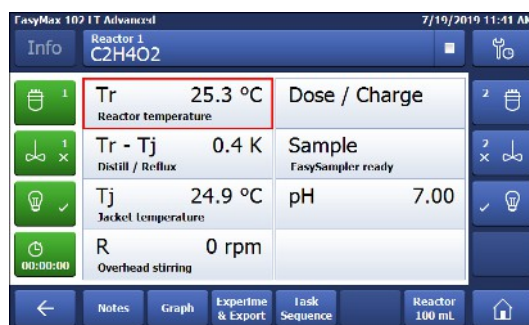 EasyMax 102 LT Advanced 7/19/2019 11:41 AM
Info
Reactor 1
C2H4O2
1
Tr 25.3 °C
Reactor temperature
Dose / Charge
2
1
Tr - Tj 0.4 K
Distill / Reflux
Sample
EasySampler ready
2
Tj 24.9 °C
Jacket temperature
pH 7.00
00:00:00
R 0 rpm
Overhead stirring
Notes
Graph
Experime
& Export
Task
Sequence
Reactor
100 mL